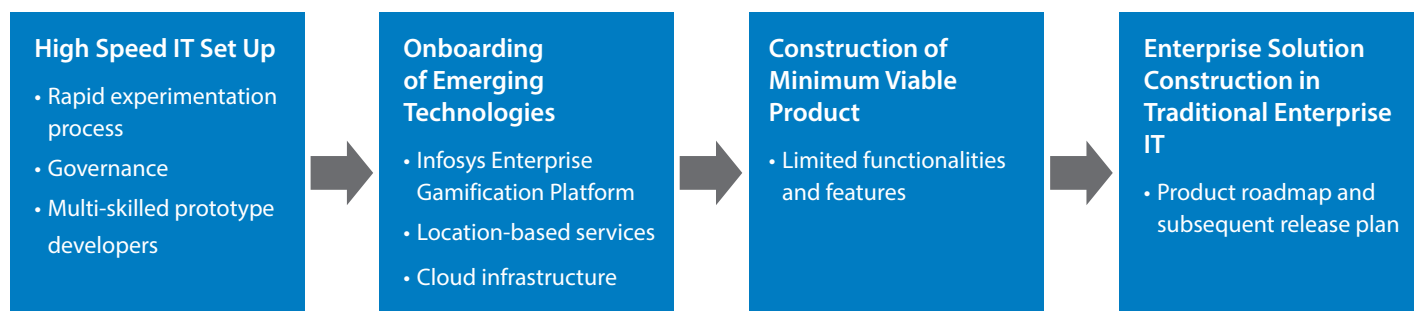 High Speed IT Set Up
• Rapid experimentation
process
• Governance
• Multi-skilled prototype
developers
Onboarding
of Emerging
Technologies
• Infosys Enterprise
Gamification Platform
• Location-based services
• Cloud infrastructure
Construction of
Minimum Viable
Product
• Limited functionalities
and features
Enterprise Solution
Construction in
Traditional Enterprise
IT
• Product roadmap and
subsequent release plan